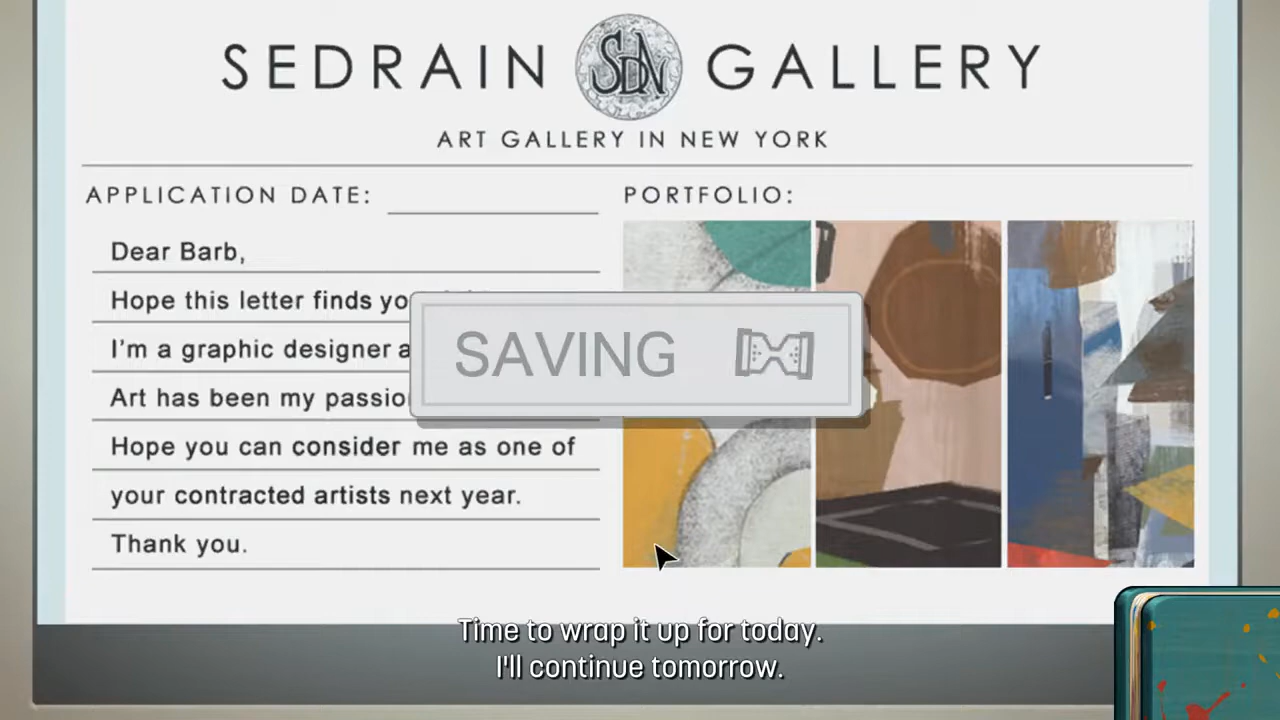 SEDRAIN SDN GALLERY
ART GALLERY IN NEW YORK
APPLICATION DATE:
PORTFOLIO:
Dear Barb,
Hope this letter finds
I'm a graphic designer
Art has been my
Hope you can consider me as one of
your contracted artists next year.
Thank you.
SAVING
Time to wrap it up for today.
I'll continue tomorrow.